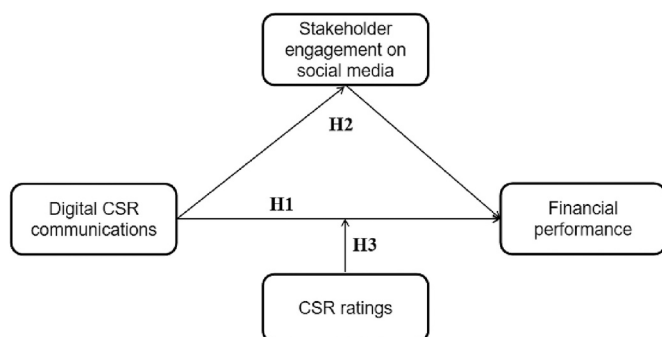 Stakeholder
engagement on
social media
H2
Digital CSR
communications
H1
Financial
performance
H3
CSR ratings